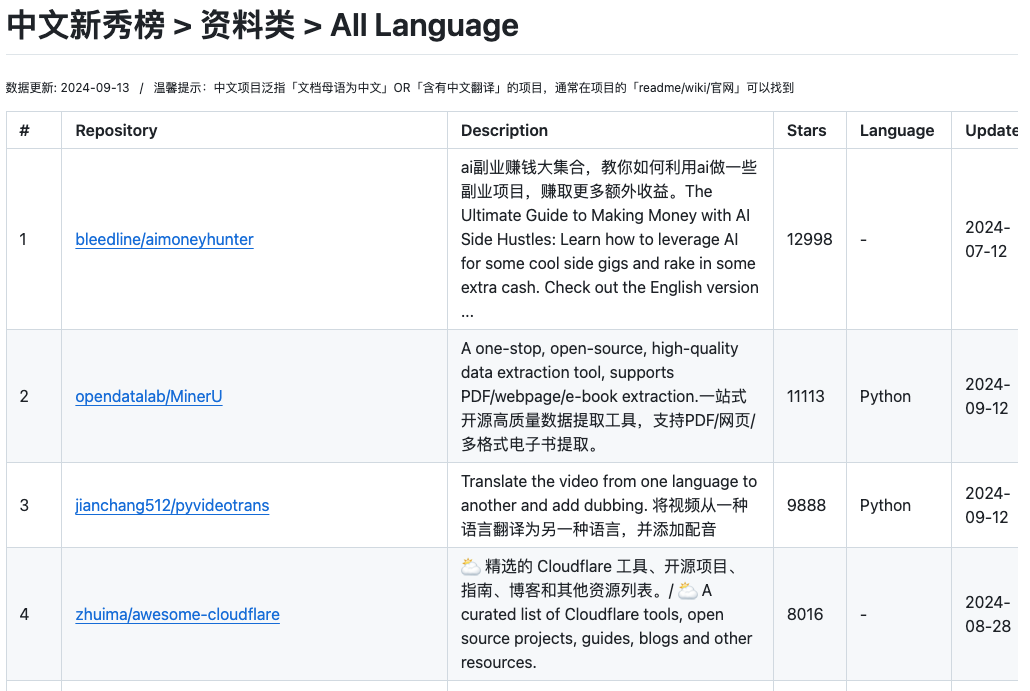 中文新秀榜 > 资料类 > All Language
数据更新: 2024-09-13 / 温馨提示：中文项目泛指「文档母语为中文」OR「含有中文翻译」的项目，通常在项目的「readme/wiki/官网」可以找到
# Repository Description Stars Language Update
1
bleedline/aimoneyhunter
ai副业赚钱大集合，教你如何利用ai做一些
副业项目，赚取更多额外收益。The
Ultimate Guide to Making Money with AI
Side Hustles: Learn how to leverage AI
for some cool side gigs and rake in some
extra cash. Check out the English version
...
12998
-
2024-
07-12
2
opendatalab/MinerU
A one-stop, open-source, high-quality
data extraction tool, supports
PDF/webpage/e-book extraction.一站式
开源高质量数据提取工具，支持PDF/网页/
多格式电子书提取。
11113
Python
2024-
09-12
3
jianchang512/pyvideotrans
Translate the video from one language to
another and add dubbing. 将视频从一种
语言翻译为另一种语言，并添加配音
9888
Python
2024-
09-12
4
zhuima/awesome-cloudflare
⛅️ 精选的 Cloudflare 工具、开源项目、
指南、博客和其他资源列表。/ ⛅️ A
curated list of Cloudflare tools, open
source projects, guides, blogs and other
resources.
8016
-
2024-
08-28